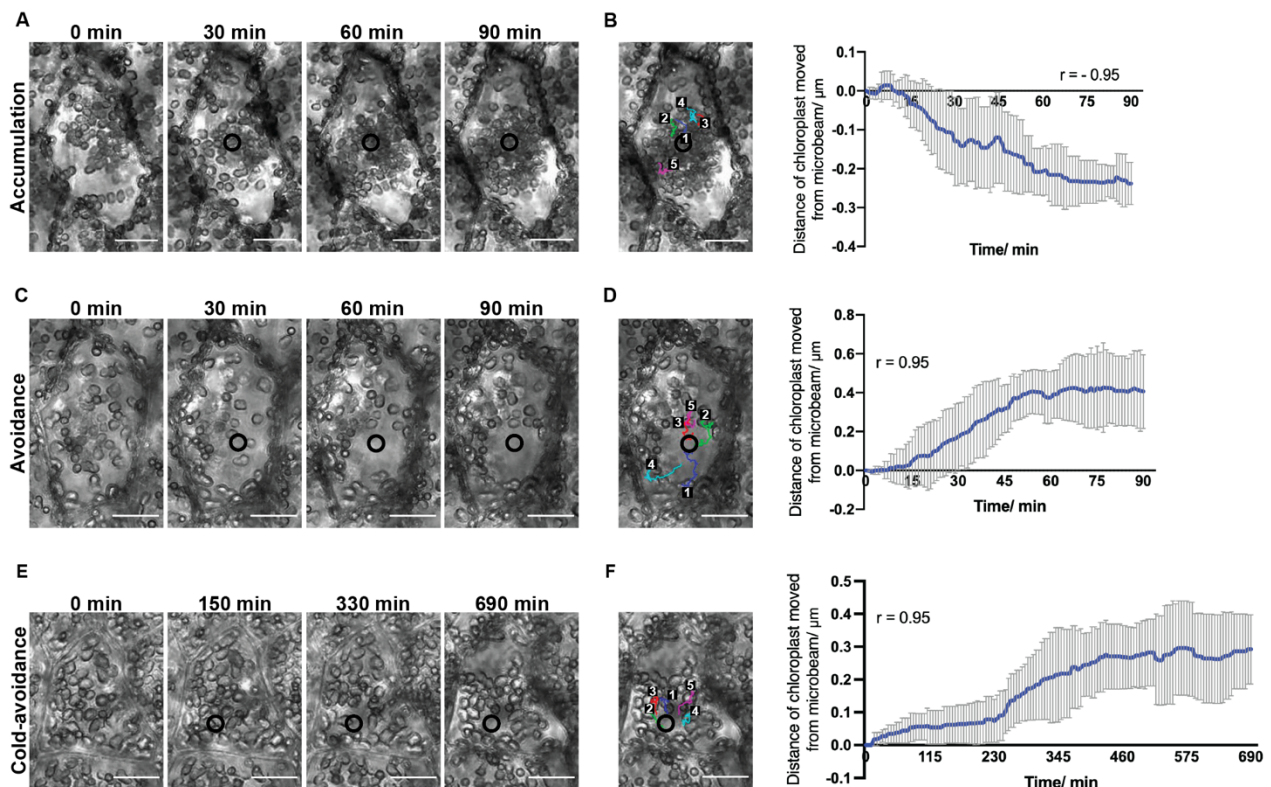 A
0 min 30 min 60 min 90 min
Accumulation
B
4
2
3
1
5
Distance of chloroplast moved
from microbeam/ μm
0.1
0.0
-0.1
-0.2
-0.3
-0.4
15 30 45 60 75 90
0
r = - 0.95
Time/ min
C
0 min 30 min 60 min 90 min
Avoidance
D
5
2
3
4
1
Distance of chloroplast moved
from microbeam/ μm
0.8
0.6
0.4
0.2
0.0
-0.2
r = 0.95
0 15 30 45 60 75 90
Time/ min
E
0 min 150 min 330 min 690 min
Cold-avoidance
F
3
1
5
2
4
Distance of chloroplast moved
from microbeam/ μm
0.5
0.4
0.3
0.2
0.1
0.0
-0.1
r = 0.95
115 230 345 460 575 690
Time/ min